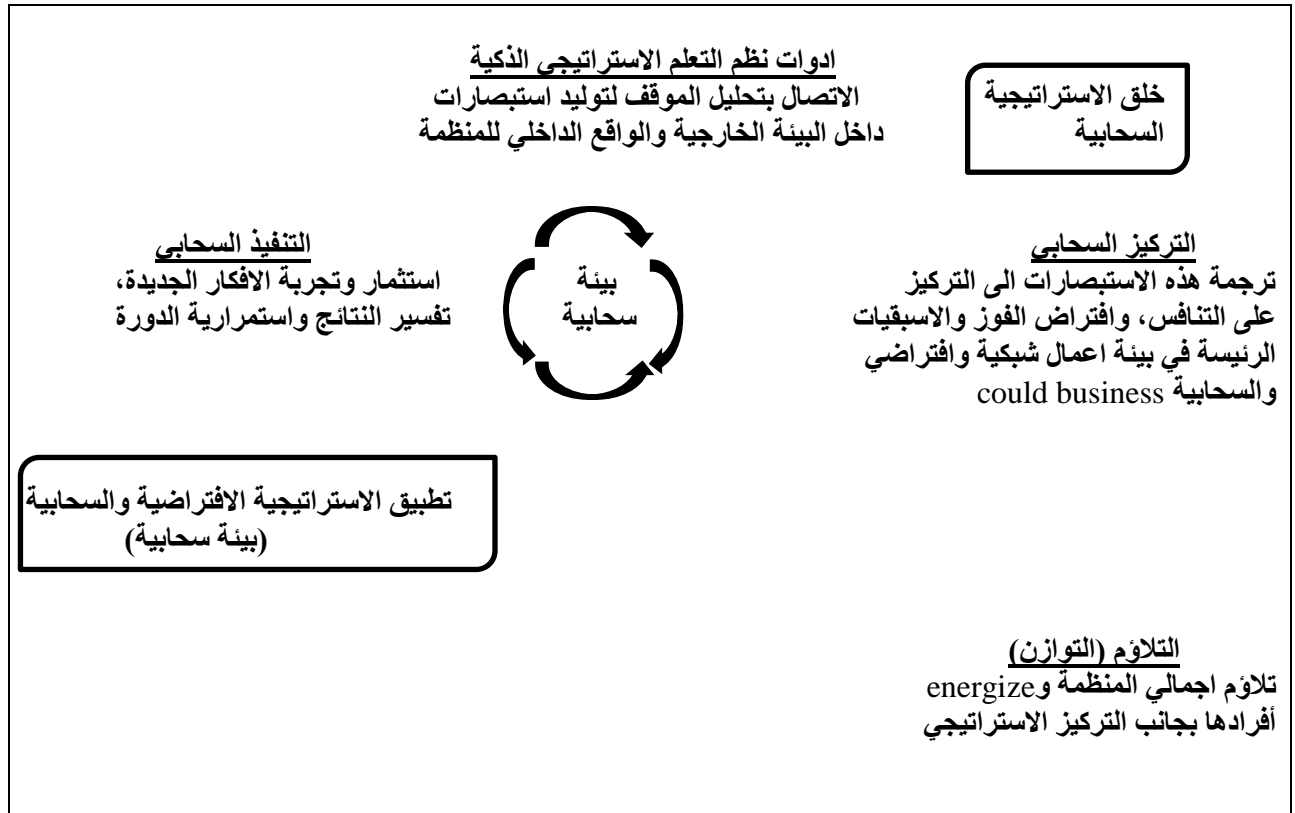 ادوات نظم التعلم الاستراتيجي الذكية
الاتصال بتحليل الموقف لتوليد استبصارات
داخل البيئة الخارجية والواقع الداخلي للمنظمة
خلق الاستراتيجية
السحابية
التركيز السحابي
ترجمة هذه الاستبصارات الى التركيز
على التنافس، وافتراض الفوز والاسبقيات
الرئيسة في بيئة اعمال شبكية وافتراضي
والسحابية could business
بيئة
سحابية
التنفيذ السحابي
استثمار وتجربة الافكار الجديدة،
تفسير النتائج واستمرارية الدورة
تطبيق الاستراتيجية الافتراضية والسحابية
(بيئة سحابية)
التلاؤم (التوازن)
تلاؤم اجمالي المنظمة وenergize
أفرادها بجانب التركيز الاستراتيجي